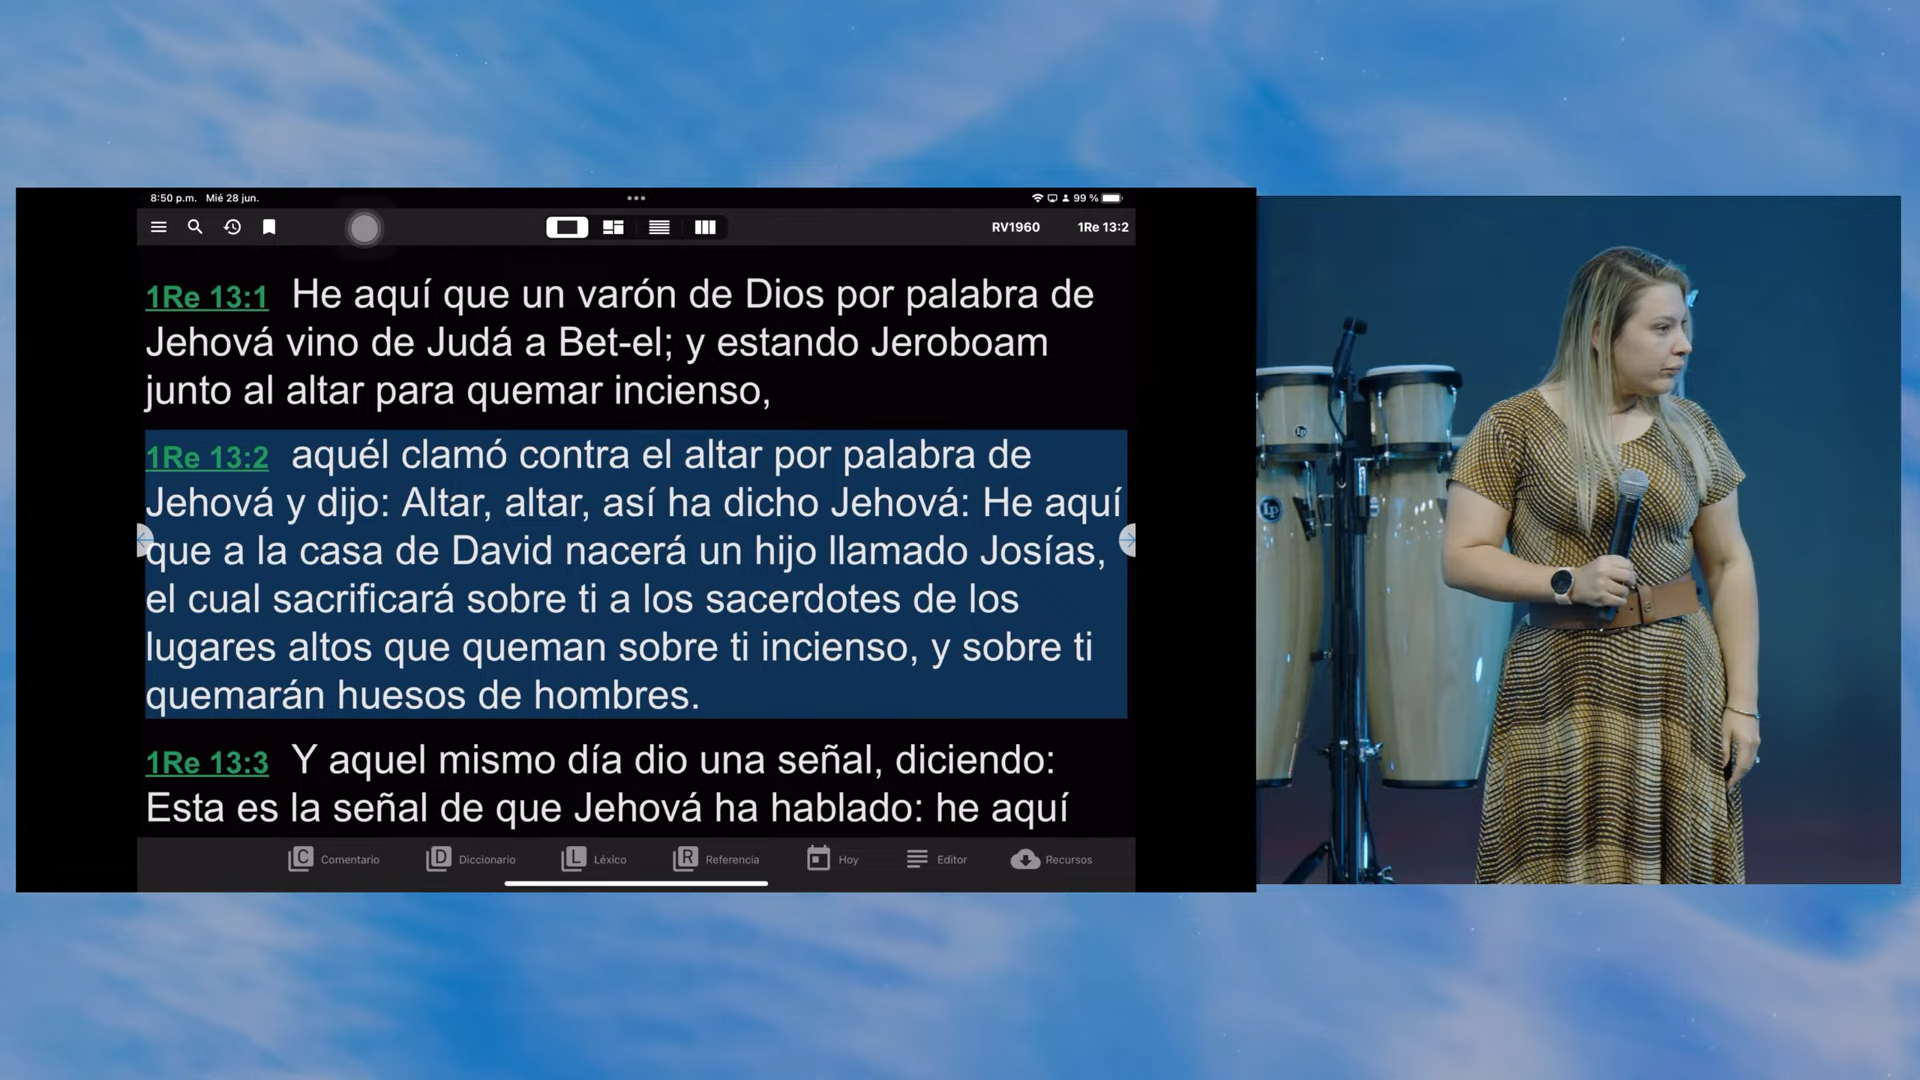 8:50 p.m. Mié 28 jun.
99 %
RV1960 1Re 13:2
1Re 13:1 He aquí que un varón de Dios por palabra de
Jehová vino de Judá a Bet-el; y estando Jeroboam
junto al altar para quemar incienso,
1Re 13:2 aquél clamó contra el altar por palabra de
Jehová y dijo: Altar, altar, así ha dicho Jehová: He aquí
que a la casa de David nacerá un hijo llamado Josías,
el cual sacrificará sobre ti a los sacerdotes de los
lugares altos que queman sobre ti incienso, y sobre ti
quemarán huesos de hombres.
1Re 13:3 Y aquel mismo día dio una señal, diciendo:
Esta es la señal de que Jehová ha hablado: he aquí
C Comentario D Diccionario L Léxico R Referencia Hoy Editor Recursos
LP
LP